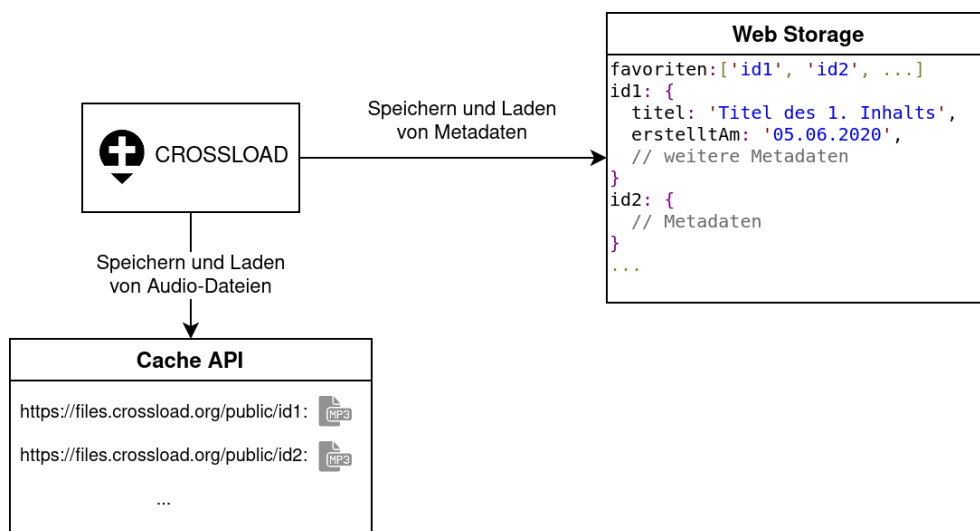 Web Storage
favoriten:['id1', 'id2', ...]
id1: {
titel: 'Titel des 1. Inhalts',
erstelltAm: '05.06.2020',
// weitere Metadaten
}
id2: {
// Metadaten
}
...
Speichern und Laden
von Metadaten
CROSSLOAD
Speichern und Laden
von Audio-Dateien
Cache API
https://files.crossload.org/public/id1:
MP3
https://files.crossload.org/public/id2:
MP3
...